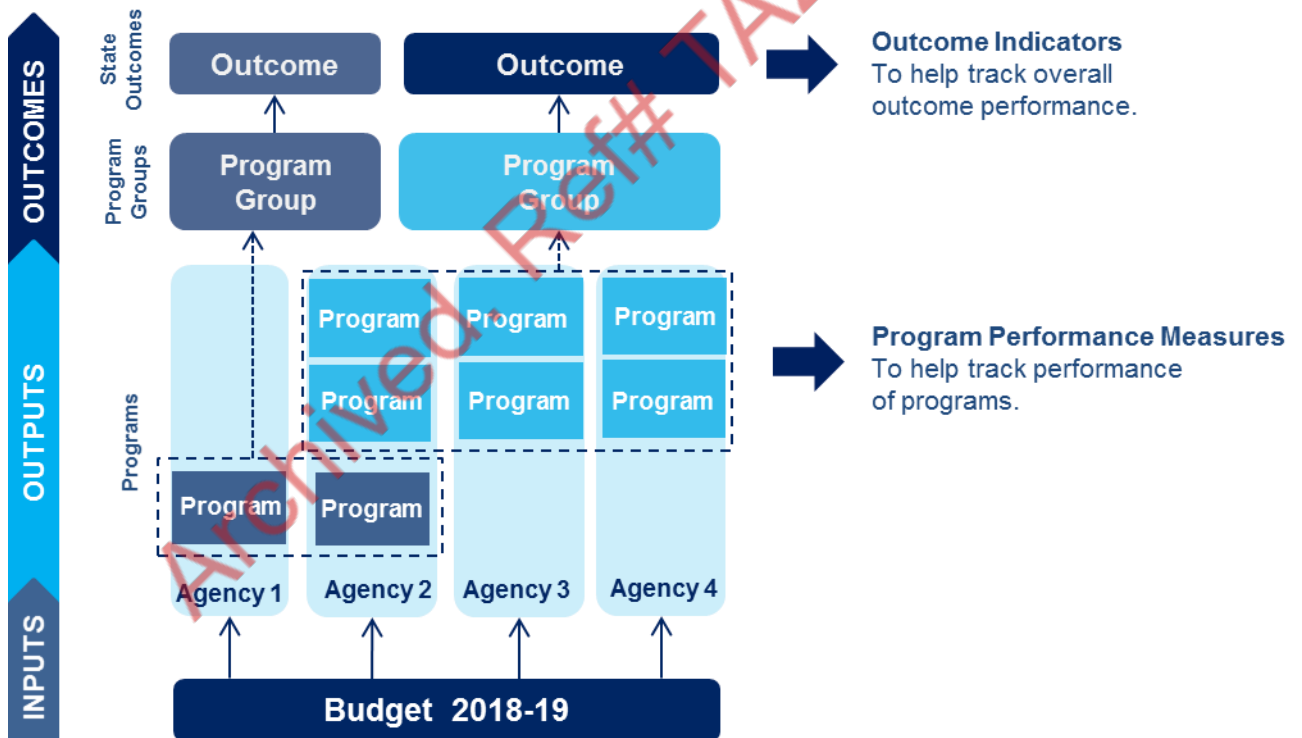 OUTCOMES
OUTPUTS
INPUTS
State
Outcomes
Outcome
Outcome
Outcome Indicators
To help track overall
outcome performance.
Program
Groups
Program
Group
Program
Group
Programs
Program
Program
Program
Program
Program
Program
Program Performance Measures
To help track performance
of programs.
Program
Program
Agency 1
Agency 2
Agency 3
Agency 4
Budget 2018-19
Archived. Ref#